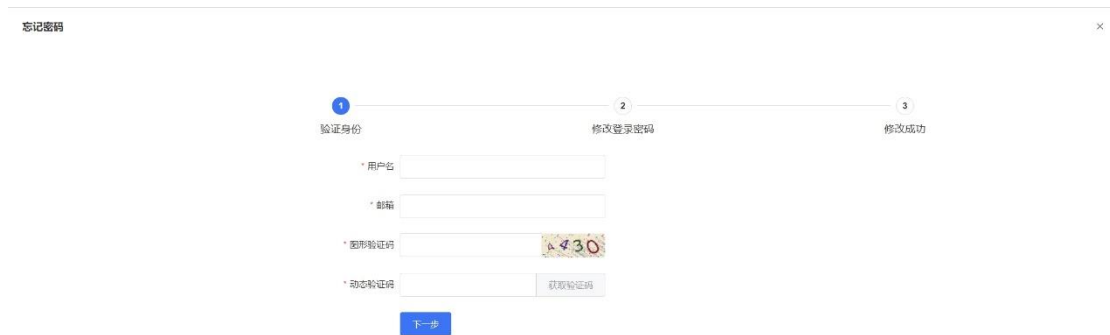 忘记密码
×
1
2
3
验证身份
修改登录密码
修改成功
* 用户名
* 邮箱
* 图形验证码
430
* 动态验证码
获取验证码
下一步